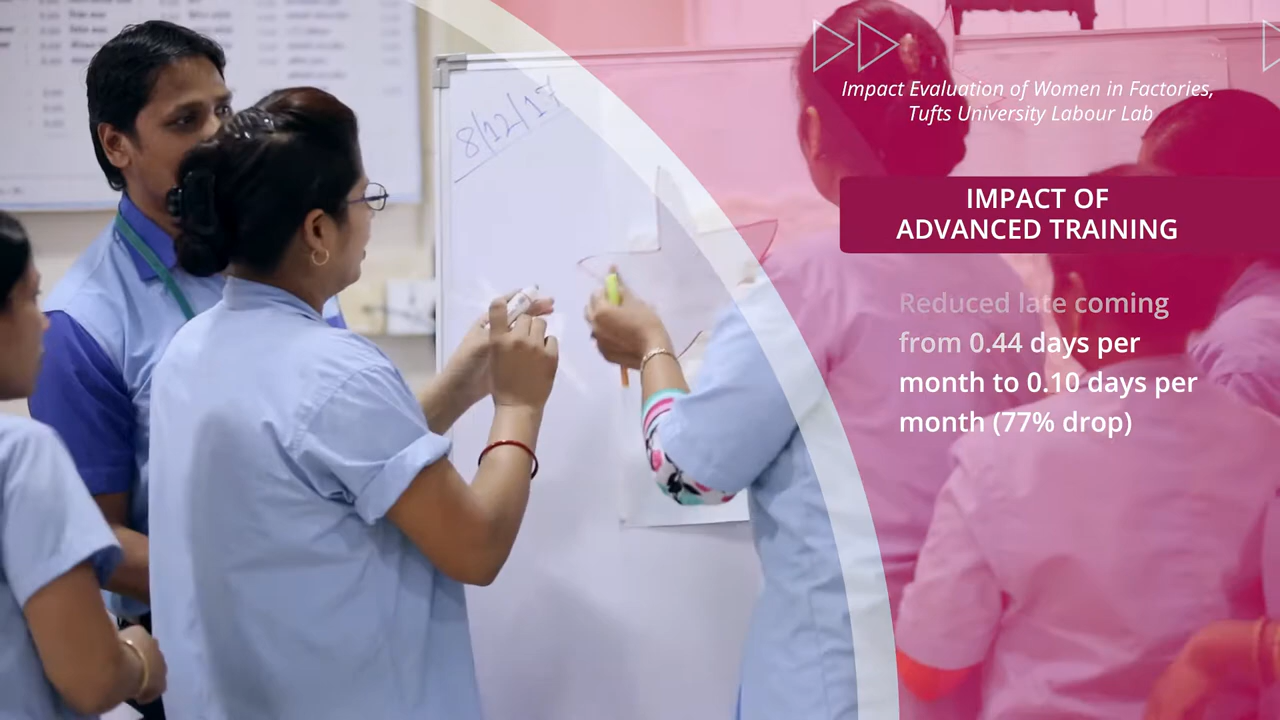 8/12/17
Impact Evaluation of Women in Factories,
Tufts University Labour Lab
IMPACT OF
ADVANCED TRAINING
Reduced late coming
from 0.44 days per
month to 0.10 days per
month (77% drop)